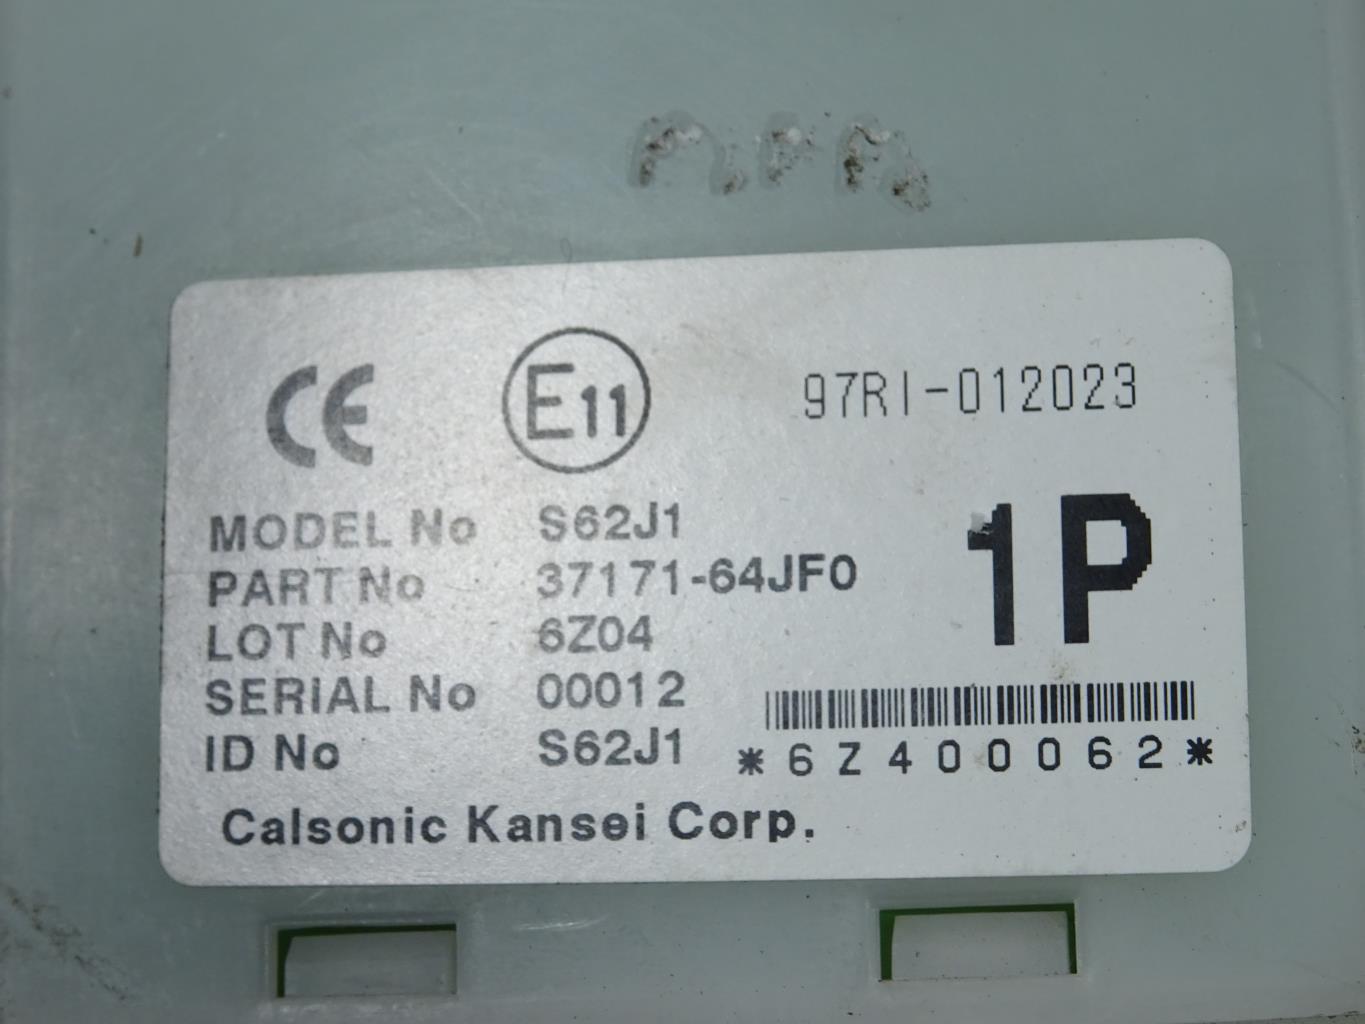 CE E11 97RI-012023
MODEL No S62J1
PART No 37171-64JF0
1P
LOT No 6Z04
SERIAL No 00012
ID No S62J1
*6Z400062*
Calsonic Kansei Corp.